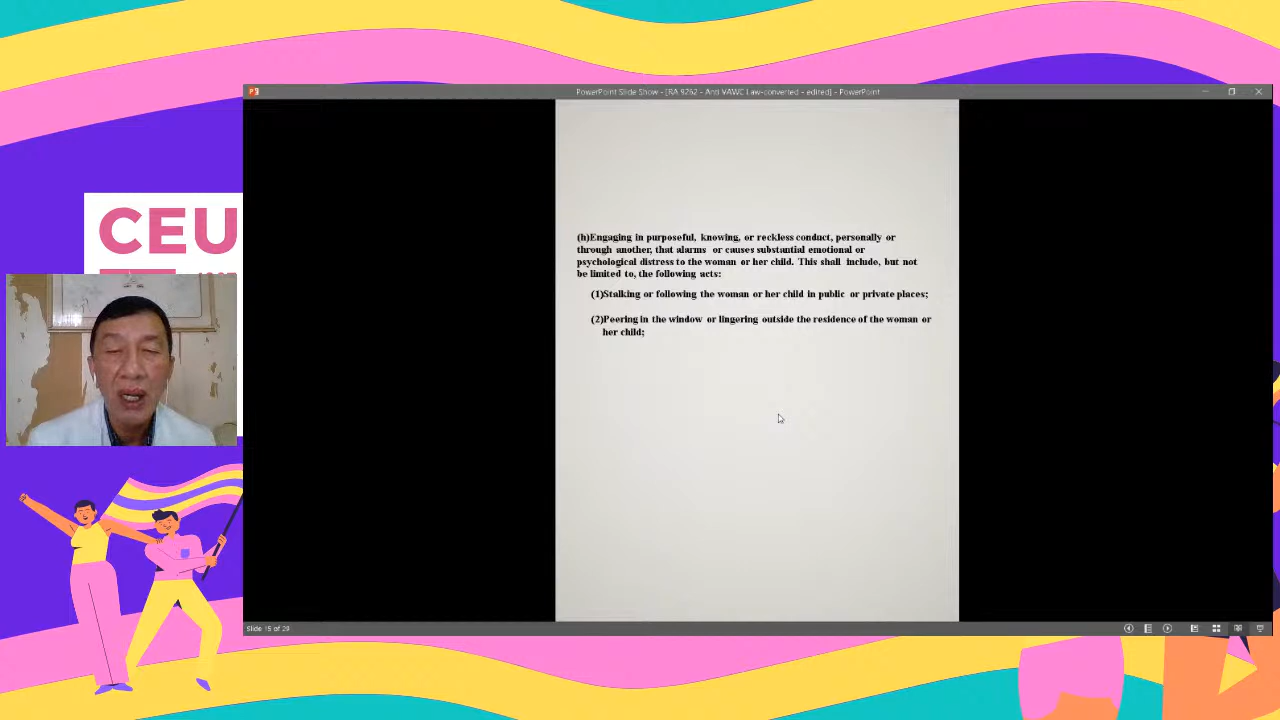 PowerPoint Slide Show - [RA 9262 - Anti VAWC Law-converted - edited] - PowerPoint
CEU
(h)Engaging in purposeful, knowing, or reckless conduct, personally or
through another, that alarms or causes substantial emotional or
psychological distress to the woman or her child. This shall include, but not
be limited to, the following acts:
(1)Stalking or following the woman or her child in public or private places;
(2)Peering in the window or lingering outside the residence of the woman or
her child;
Slide 15 of 29